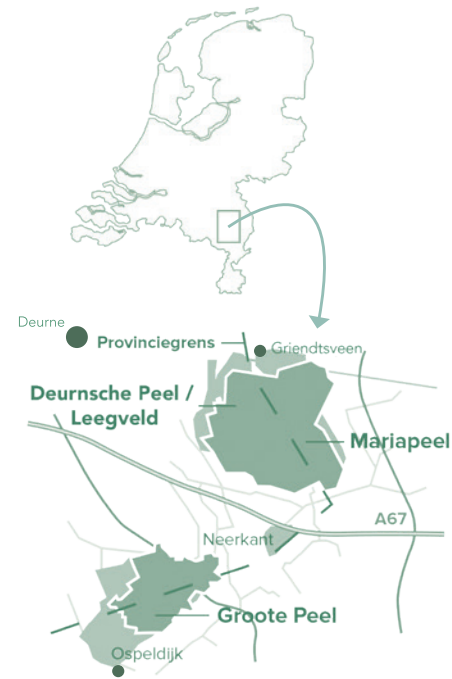 Deurne
Provinciegrens
Griendtsveen
Deurnsche Peel /
Leegveld
Mariapeel
A67
Neerkant
Groote Peel
Ospeldijk